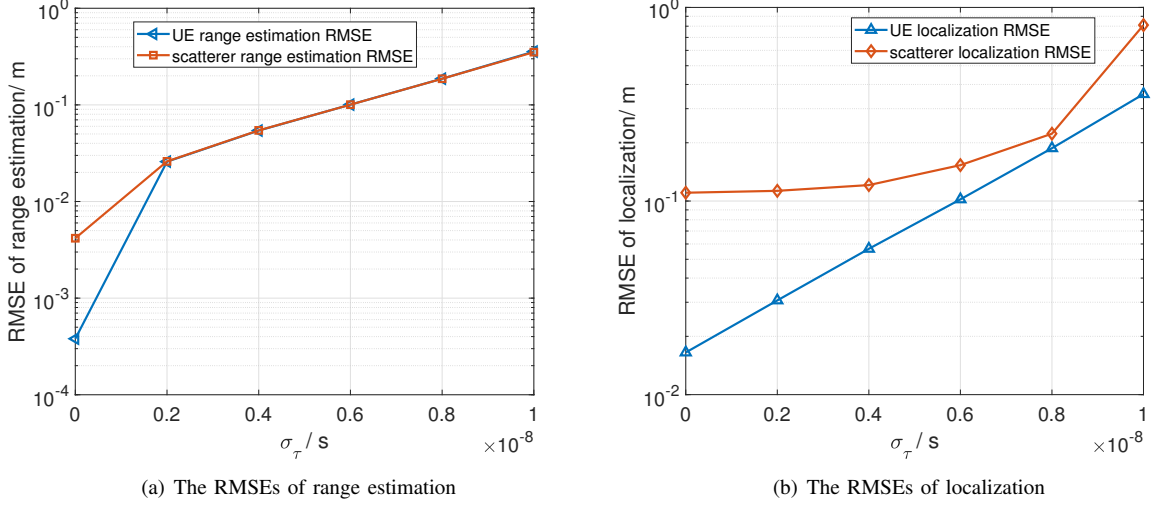 UE range estimation RMSE
scatterer range estimation RMSE
RMSE of range estimation/ m
10^0
10^-1
10^-2
10^-3
10^-4
0 0.2 0.4 0.6 0.8 1
σ_τ / s
×10^-8
(a) The RMSEs of range estimation
UE localization RMSE
scatterer localization RMSE
RMSE of localization/ m
10^0
10^-1
10^-2
0 0.2 0.4 0.6 0.8 1
σ_τ / s
×10^-8
(b) The RMSEs of localization